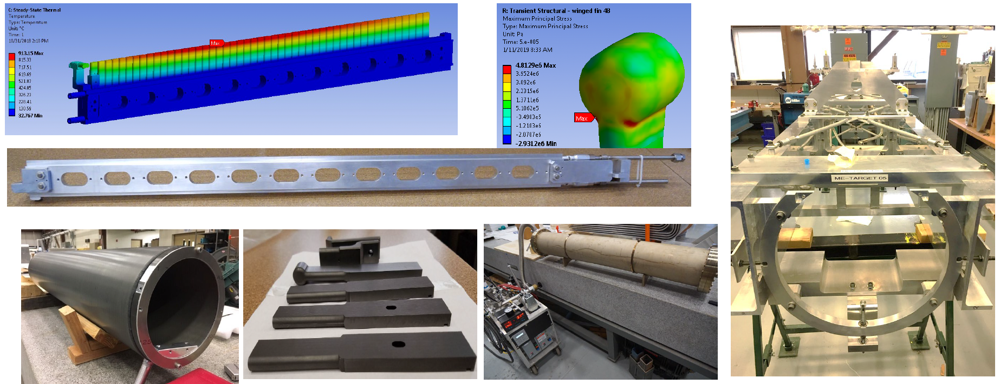 C: Steady-State Thermal
Temperature
Type: Temperature
Unit: °C
Time: 1
10/31/2018 2:10 PM
913.15 Max
815.33
717.51
619.69
521.87
424.05
326.23
228.41
130.59
32.767 Min
Max
R: Transient Structural - winged fin 48
Maximum Principal Stress
Type: Maximum Principal Stress
Unit: Pa
Time: 5.e-005
1/11/2019 8:33 AM
4.8129e6 Max
3.9524e6
3.092e6
2.2315e6
1.3711e6
5.1062e5
-3.4983e5
-1.2103e6
-2.0707e6
-2.9312e6 Min
Max
Miller
ME-TARGET 05